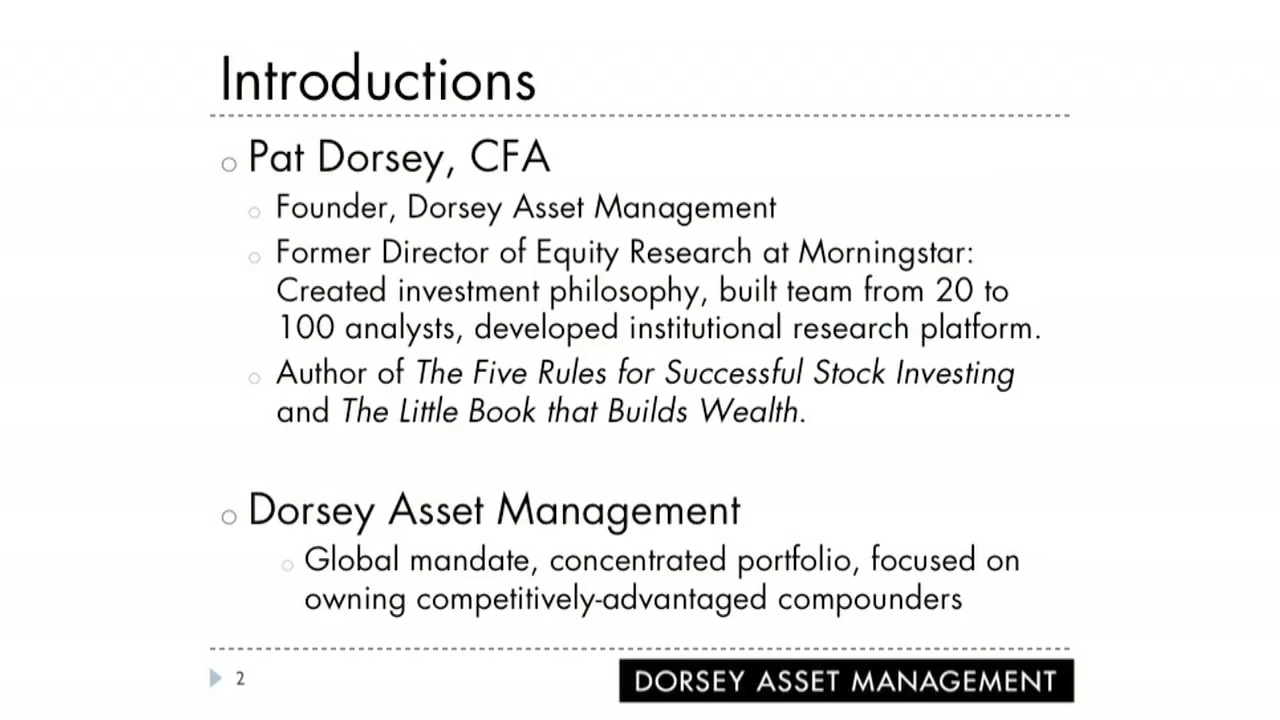 Introductions
Pat Dorsey, CFA
Founder, Dorsey Asset Management
Former Director of Equity Research at Morningstar:
Created investment philosophy, built team from 20 to
100 analysts, developed institutional research platform.
Author of The Five Rules for Successful Stock Investing
and The Little Book that Builds Wealth.
Dorsey Asset Management
Global mandate, concentrated portfolio, focused on
owning competitively-advantaged compounders
2
DORSEY ASSET MANAGEMENT